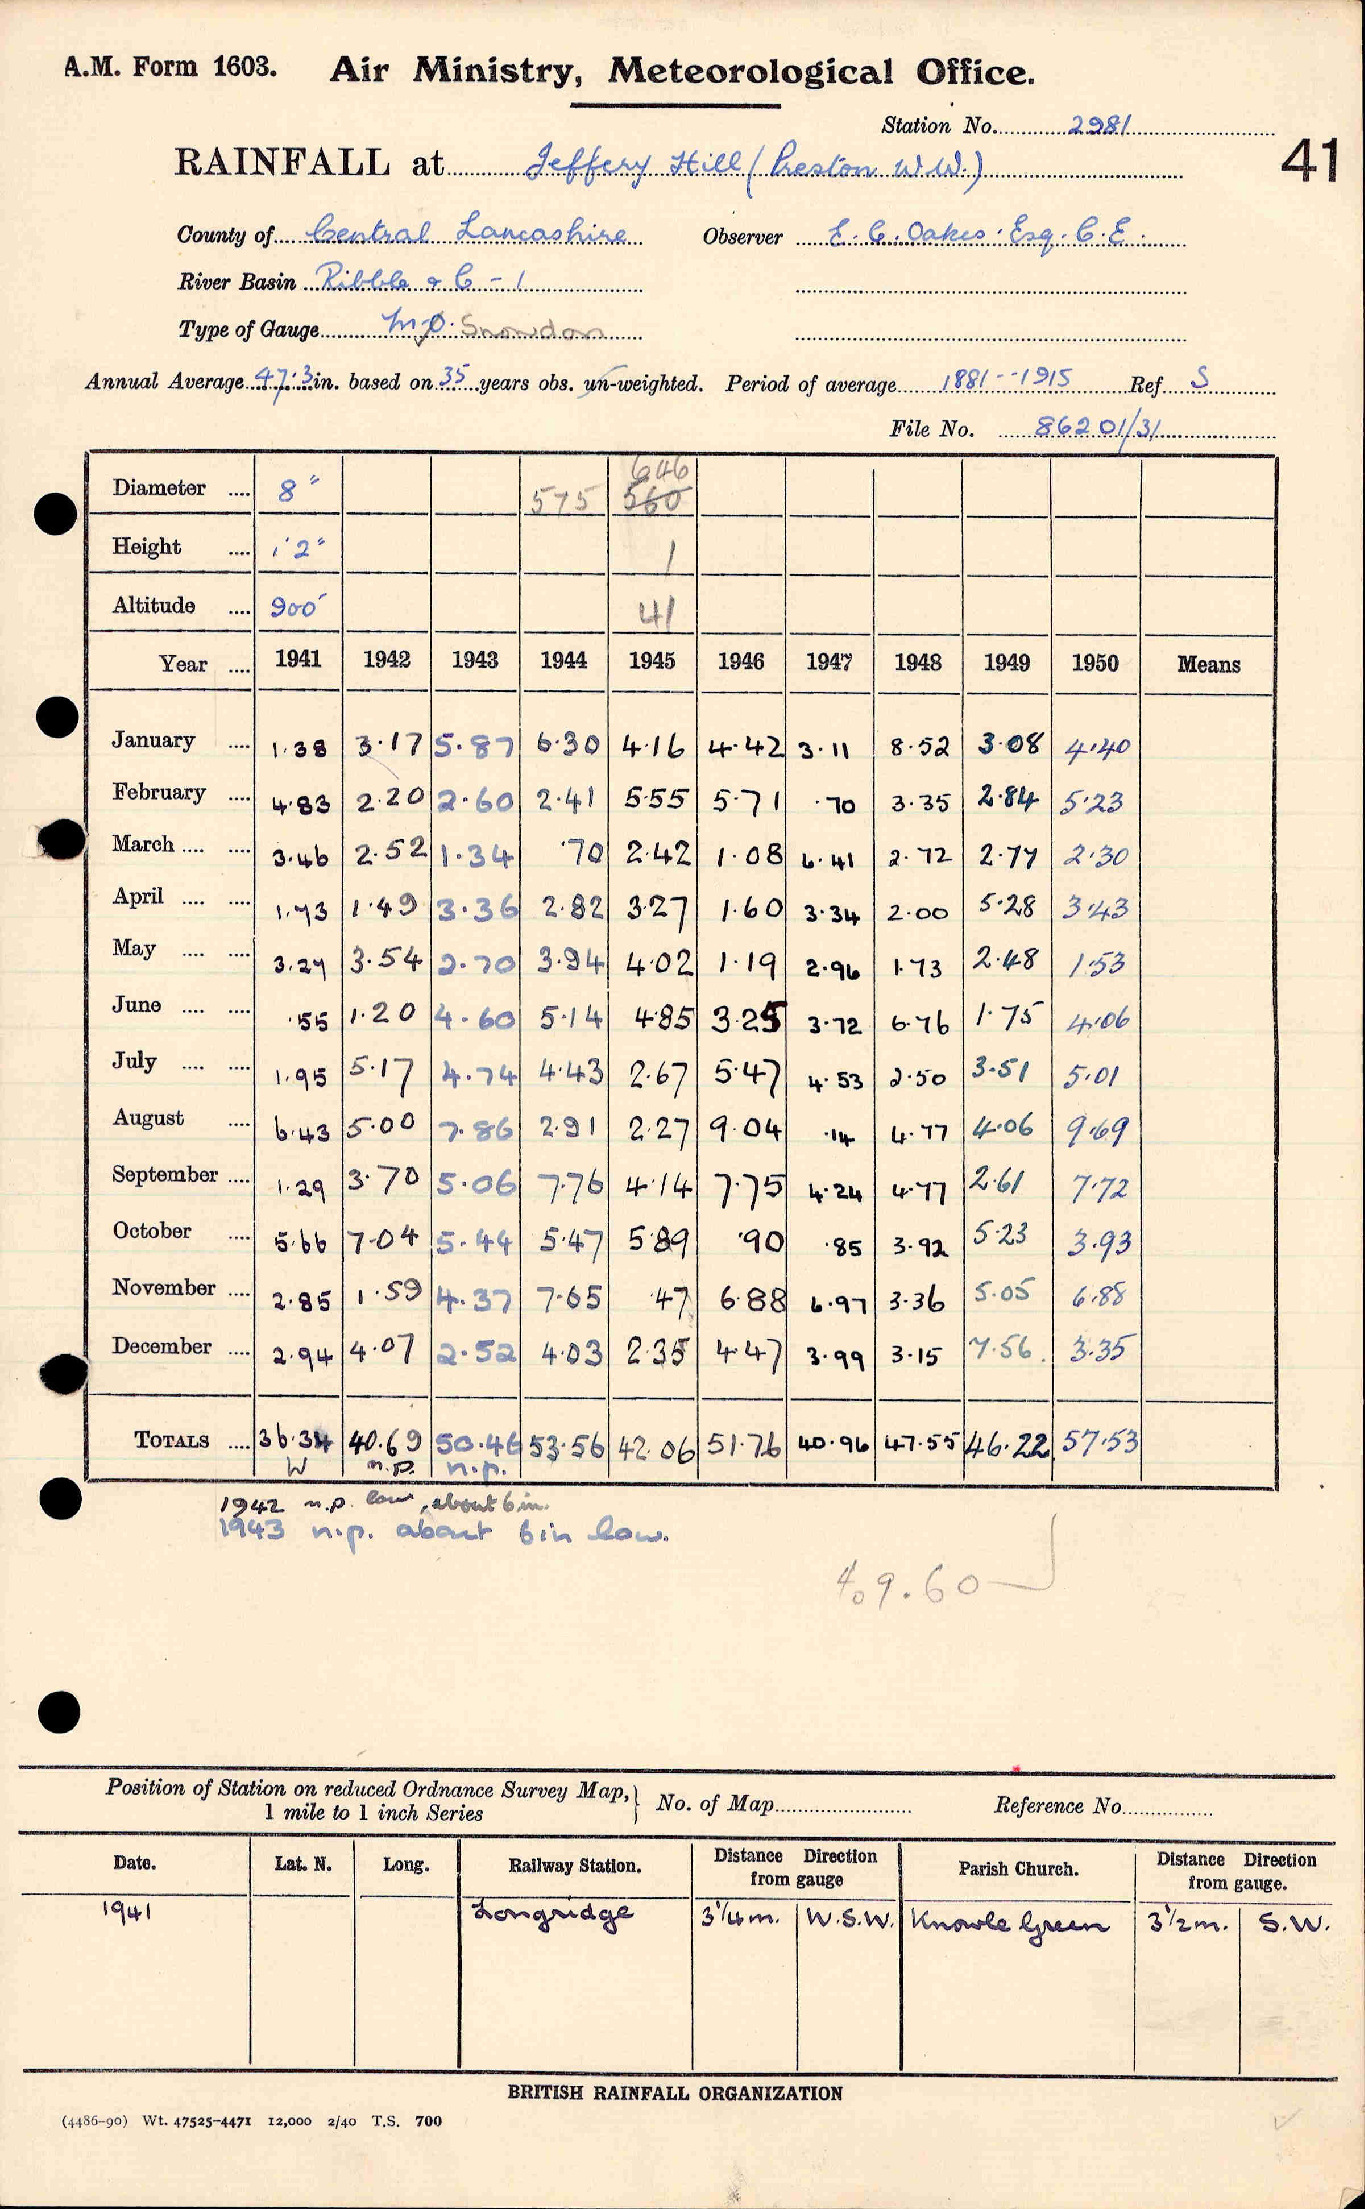 A.M. Form 1603. Air Ministry, Meteorological Office.
Station No. 2981
41
RAINFALL at Jeffery Hill (Preston W.W.)
County of Central Lancashire Observer E. C. Oakes. Esq. C.E.
River Basin Ribble & C - 1
Type of Gauge Snowdon
Annual Average 47.3 in. based on 35 years obs. un-weighted. Period of average 1881--1915 Ref. S
File No. 86201/31
646
Diameter .... 8" 575 560
Height .... 1' 2" 1
Altitude .... 900' 41
Year .... 1941 1942 1943 1944 1945 1946 1947 1948 1949 1950 Means
January .... 1.38 3.17 5.87 6.30 4.16 4.42 3.11 8.52 3.08 4.40
February .... 4.83 2.20 2.60 2.41 5.55 5.71 .70 3.35 2.84 5.23
March .... .... 3.46 2.52 1.34 .70 2.42 1.08 6.41 2.72 2.77 2.30
April .... .... 1.73 1.49 3.36 2.82 3.27 1.60 3.34 2.00 5.28 3.43
May .... .... 3.27 3.54 2.70 3.94 4.02 1.19 2.96 1.73 2.48 1.53
June .... .... .55 1.20 4.60 5.14 4.85 3.25 3.72 6.76 1.75 4.06
July .... .... 1.95 5.17 4.74 4.43 2.67 5.47 4.53 2.50 3.51 5.01
August .... 6.43 5.00 7.86 2.91 2.27 9.04 .14 4.77 4.06 9.69
September .... 1.29 3.70 5.06 7.76 4.14 7.75 4.24 4.77 2.61 7.72
October .... 5.66 7.04 5.44 5.47 5.89 .90 .85 3.92 5.23 3.93
November .... 2.85 1.59 4.37 7.65 .47 6.88 6.97 3.36 5.05 6.88
December .... 2.94 4.07 2.52 4.03 2.35 4.47 3.99 3.15 7.56 3.35
TOTALS .... 36.34 40.69 50.46 53.56 42.06 51.76 40.96 47.55 46.22 57.53
W n.p. n.p.
1942 n.p. low, about 6 in.
1943 n.p. about 6in low.
49.60
Position of Station on reduced Ordnance Survey Map, 1 mile to 1 inch Series } No. of Map Reference No.
Date. Lat. N. Long. Railway Station. Distance Direction from gauge Parish Church. Distance Direction from gauge.
1941 Longridge 3¼m. W.S.W. Knowle Green 3½m. S.W.
BRITISH RAINFALL ORGANIZATION
(4486-90) Wt. 47525-4471 12,000 2/40 T.S. 700